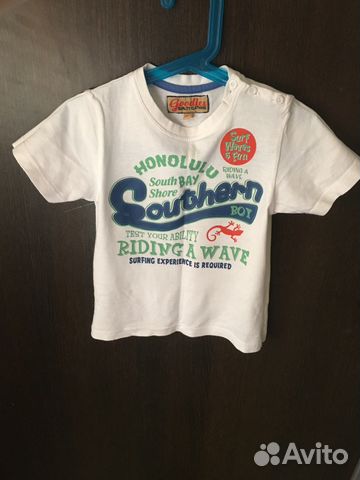 Goodies
Surf
Waves
& Fun
HONOLULU
RIDING A
WAVE
South BAY
Shore
Southern
BOY
TEST YOUR ABILITY
RIDING A WAVE
SURFING EXPERIENCE IS REQUIRED
Avito